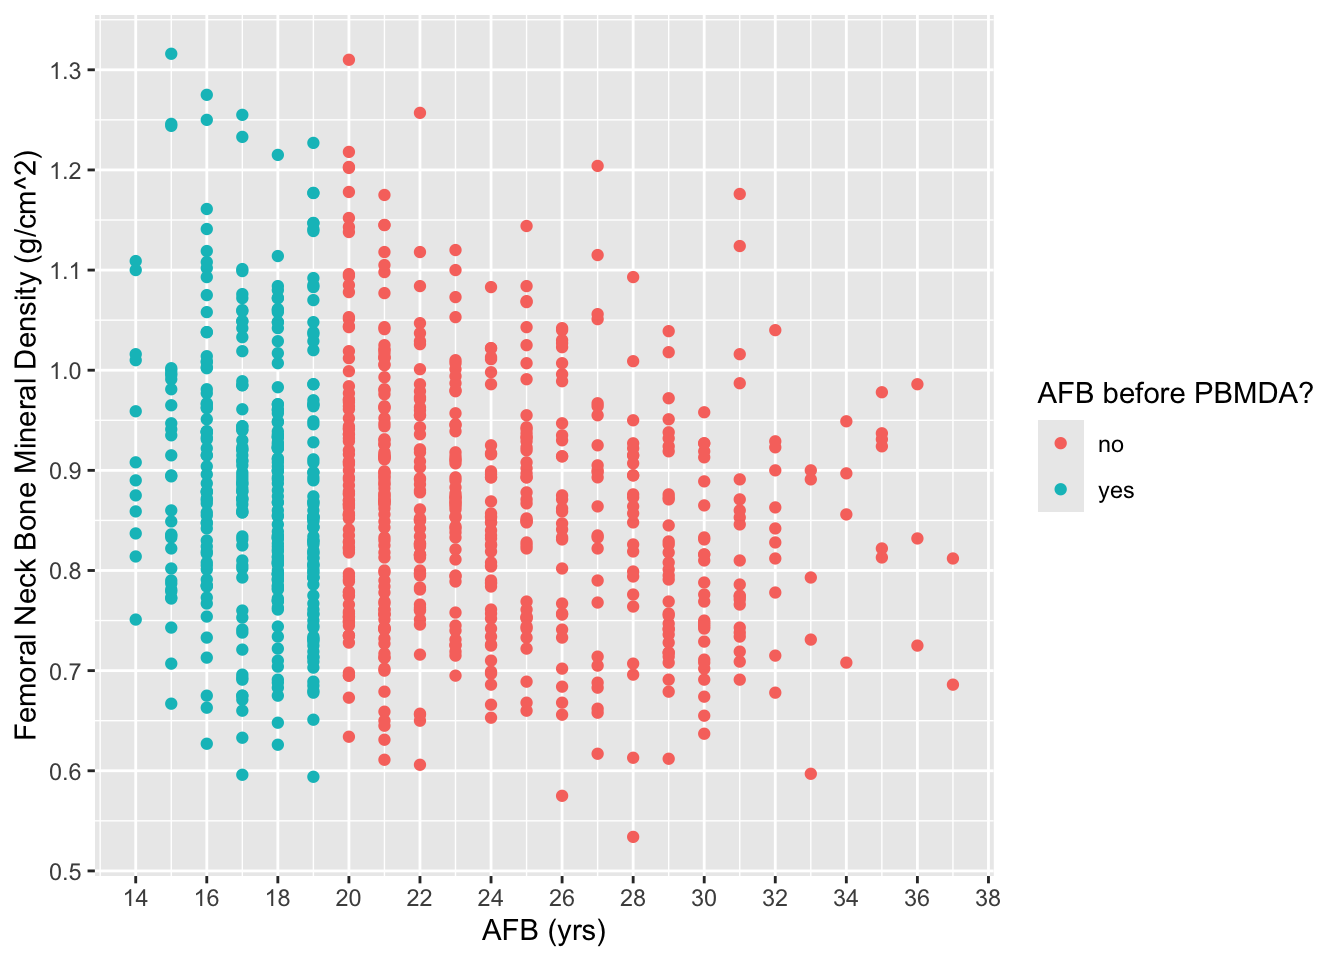 Femoral Neck Bone Mineral Density (g/cm^2)
1.3
1.2
1.1
1.0
0.9
0.8
0.7
0.6
0.5
14 16 18 20 22 24 26 28 30 32 34 36 38
AFB (yrs)
AFB before PBMDA?
no
yes